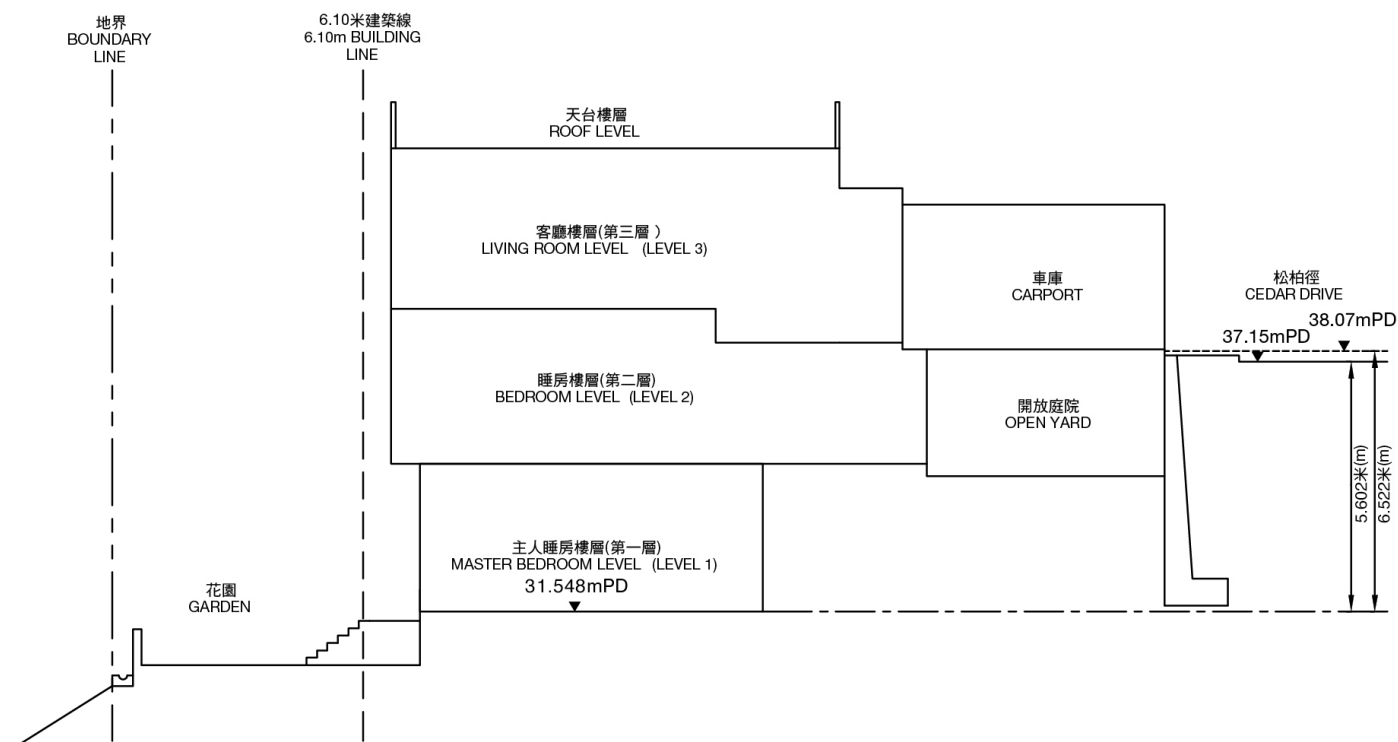 地界
BOUNDARY
LINE
6.10米建築線
6.10m BUILDING
LINE
天台樓層
ROOF LEVEL
客廳樓層(第三層 )
LIVING ROOM LEVEL (LEVEL 3)
車庫
CARPORT
松柏徑
CEDAR DRIVE
38.07mPD
37.15mPD
睡房樓層(第二層)
BEDROOM LEVEL (LEVEL 2)
開放庭院
OPEN YARD
5.602米(m)
6.522米(m)
主人睡房樓層(第一層)
MASTER BEDROOM LEVEL (LEVEL 1)
31.548mPD
花園
GARDEN